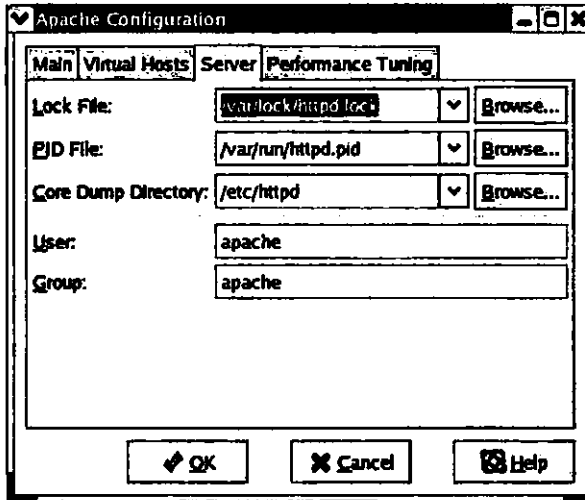 Apache Configuration
Main Virtual Hosts Server Performance Tuning
Lock File: /var/lock/httpd.lock Browse...
PID File: /var/run/httpd.pid Browse...
Core Dump Directory: /etc/httpd Browse...
User: apache
Group: apache
OK Cancel Help